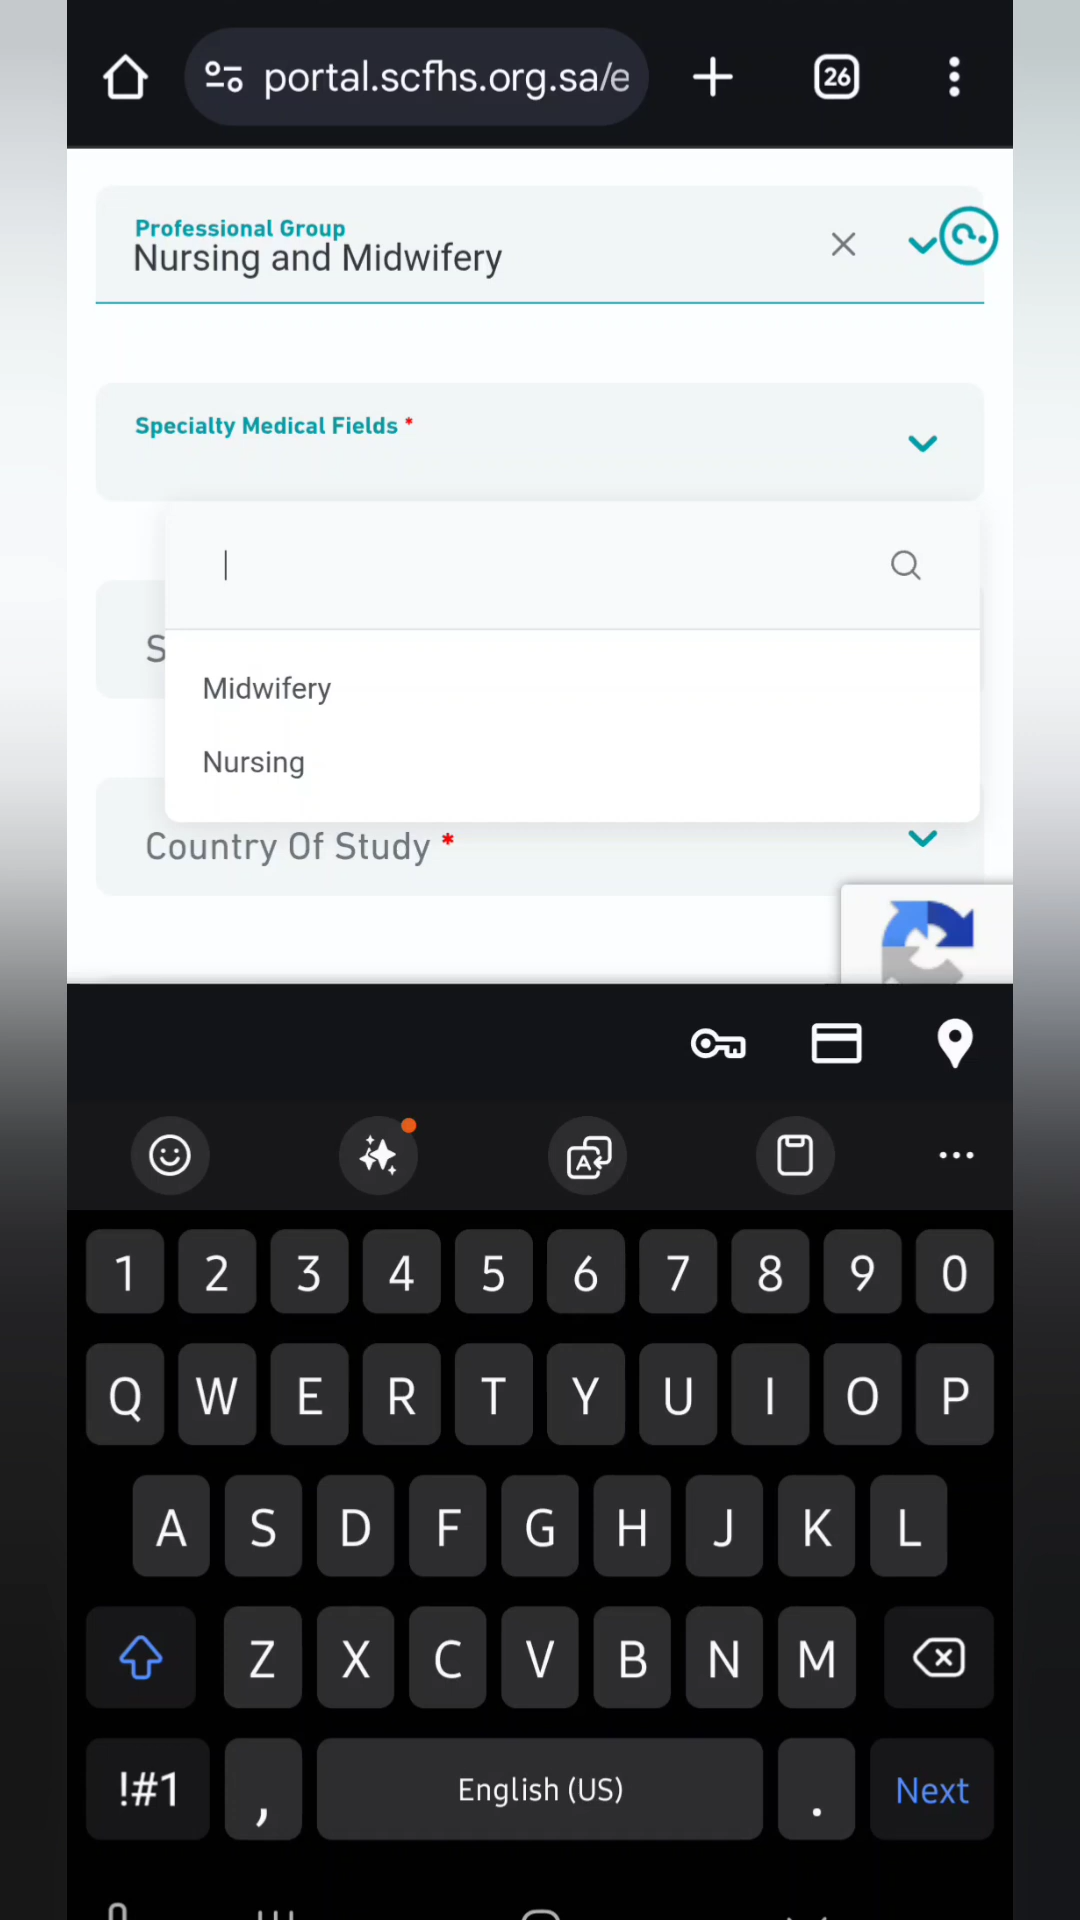 portal.scfhs.org.sa/e
26
Professional Group
Nursing and Midwifery
Specialty Medical Fields *
S
Midwifery
Nursing
Country Of Study *
1 2 3 4 5 6 7 8 9 0
Q W E R T Y U I O P
A S D F G H J K L
Z X C V B N M
!#1 , English (US) . Next